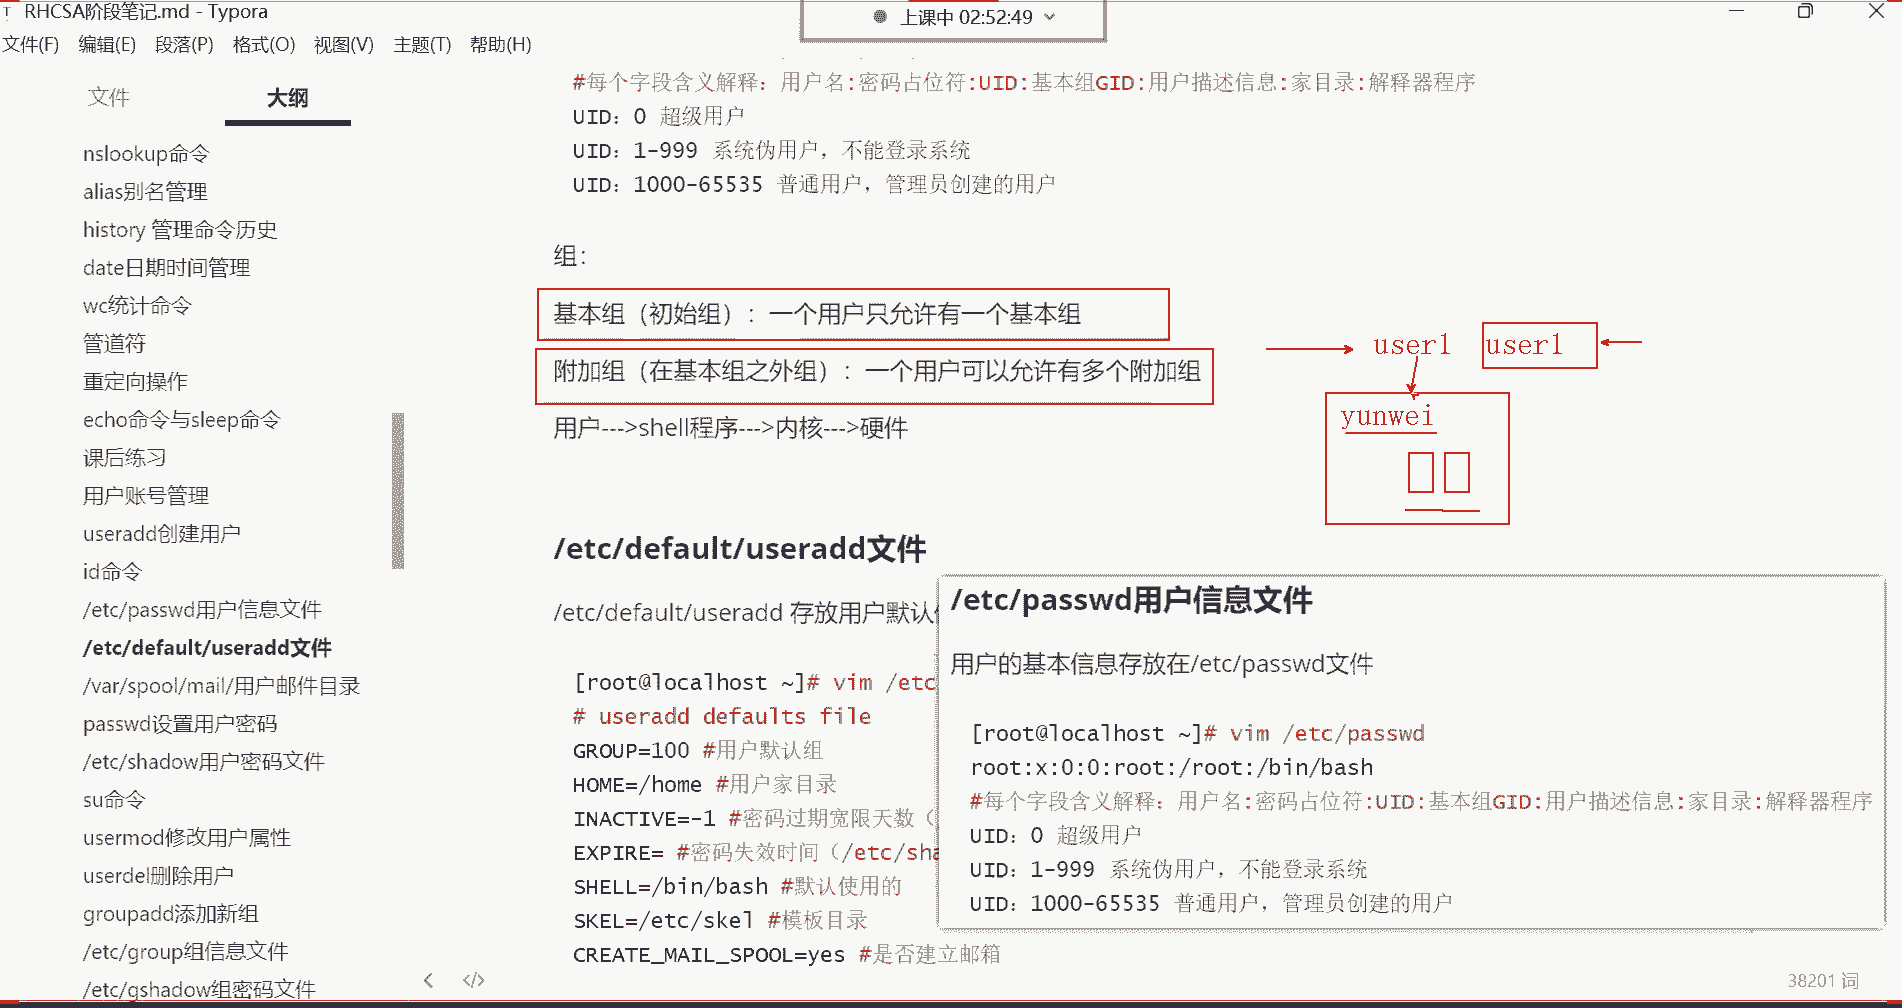 RHCSA阶段笔记.md - Typora
上课中 02:52:49
文件(F) 编辑(E) 段落(P) 格式(O) 视图(V) 主题(T) 帮助(H)
文件 大纲
nslookup命令
alias别名管理
history 管理命令历史
date日期时间管理
wc统计命令
管道符
重定向操作
echo命令与sleep命令
课后练习
用户账号管理
useradd创建用户
id命令
/etc/passwd用户信息文件
/etc/default/useradd文件
/var/spool/mail/用户邮件目录
passwd设置用户密码
/etc/shadow用户密码文件
su命令
usermod修改用户属性
userdel删除用户
groupadd添加新组
/etc/group组信息文件
/etc/gshadow组密码文件
#每个字段含义解释：用户名:密码占位符:UID:基本组GID:用户描述信息:家目录:解释器程序
UID：0 超级用户
UID：1-999 系统伪用户，不能登录系统
UID：1000-65535 普通用户，管理员创建的用户
组：
基本组（初始组）：一个用户只允许有一个基本组
附加组（在基本组之外组）：一个用户可以允许有多个附加组
用户--->shell程序--->内核--->硬件
user1 user1
yunwei
/etc/default/useradd文件
/etc/default/useradd 存放用户默认
[root@localhost ~]# vim /etc
# useradd defaults file
GROUP=100 #用户默认组
HOME=/home #用户家目录
INACTIVE=-1 #密码过期宽限天数（
EXPIRE= #密码失效时间（/etc/sha
SHELL=/bin/bash #默认使用的
SKEL=/etc/skel #模板目录
CREATE_MAIL_SPOOL=yes #是否建立邮箱
/etc/passwd用户信息文件
用户的基本信息存放在/etc/passwd文件
[root@localhost ~]# vim /etc/passwd
root:x:0:0:root:/root:/bin/bash
#每个字段含义解释：用户名:密码占位符:UID:基本组GID:用户描述信息:家目录:解释器程序
UID：0 超级用户
UID：1-999 系统伪用户，不能登录系统
UID：1000-65535 普通用户，管理员创建的用户
38201 词